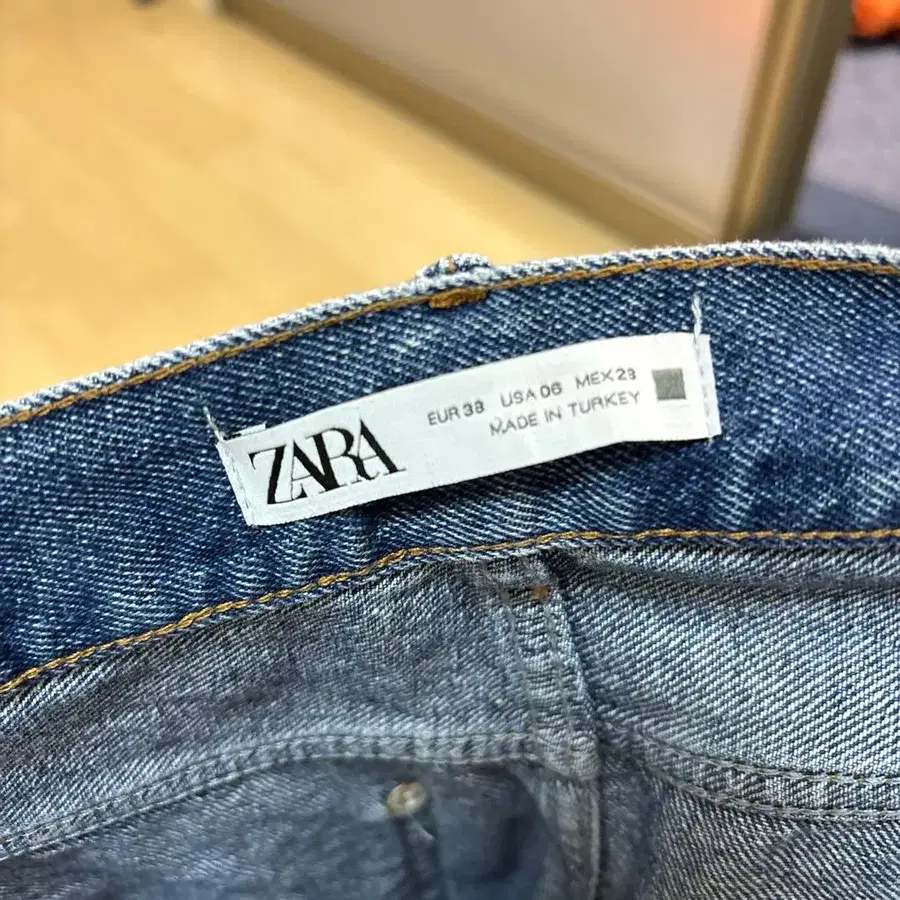 ZARA
EUR 38 USA 06 MEX 28
MADE IN TURKEY